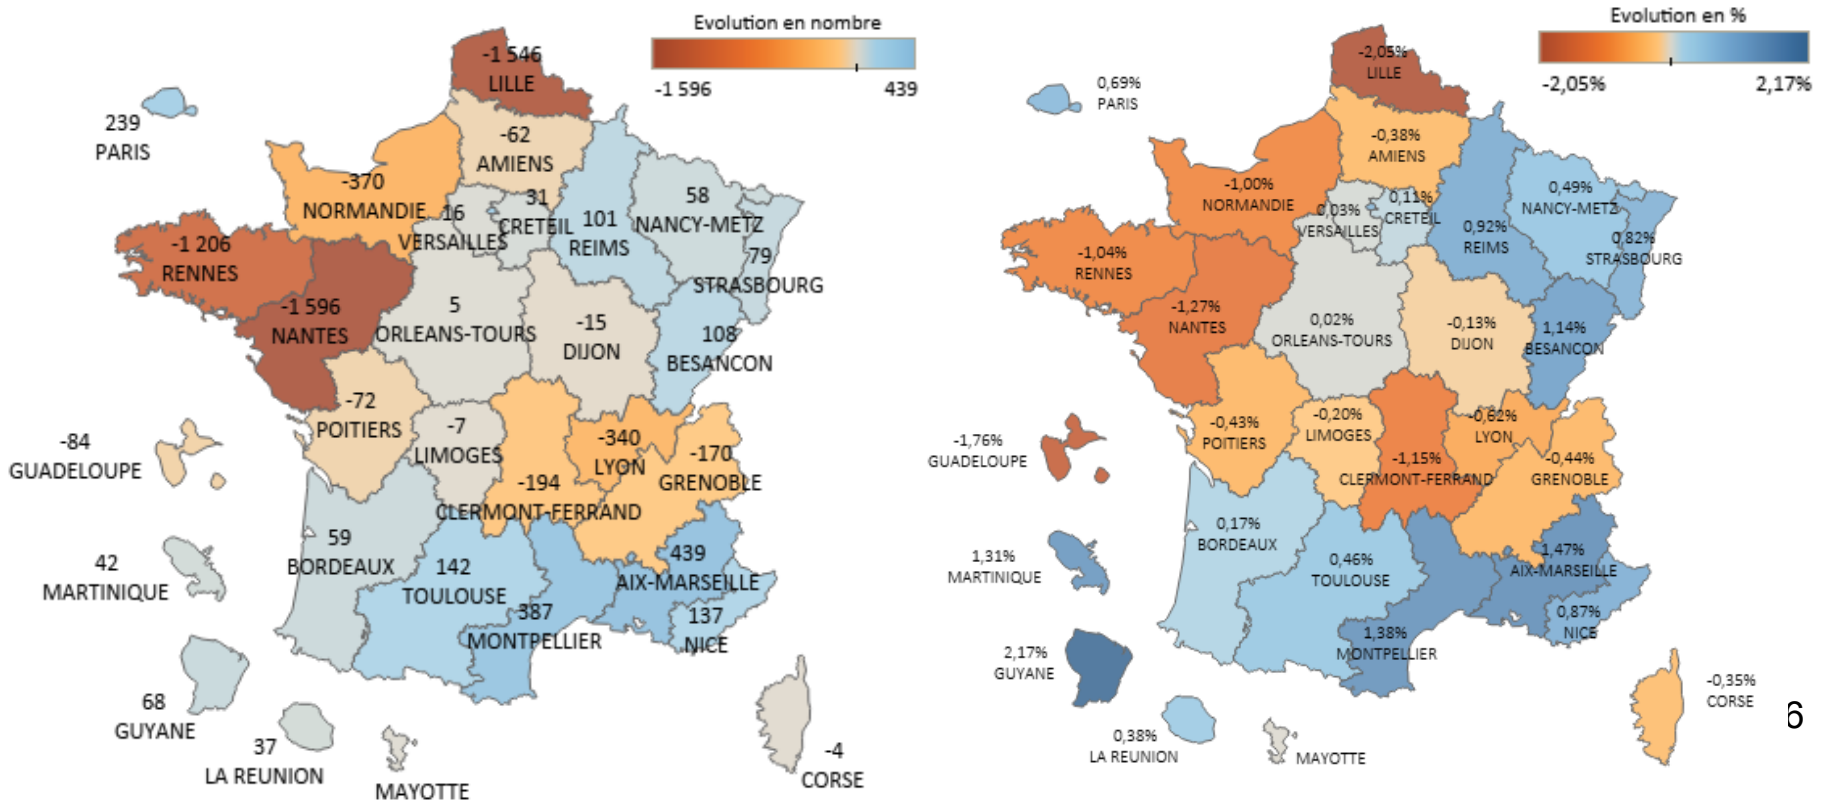 Evolution en nombre
-1 596
439
-1 546
LILLE
239
PARIS
-62
AMIENS
-370
NORMANDIE
16
VERSAILLES
31
CRETEIL
101
REIMS
58
NANCY-METZ
79
STRASBOURG
-1 206
RENNES
-1 596
NANTES
5
ORLEANS-TOURS
-15
DIJON
108
BESANCON
-72
POITIERS
-7
LIMOGES
-340
LYON
-170
GRENOBLE
-194
CLERMONT-FERRAND
-84
GUADELOUPE
59
BORDEAUX
142
TOULOUSE
439
AIX-MARSEILLE
387
MONTPELLIER
137
NICE
42
MARTINIQUE
68
GUYANE
37
LA REUNION
MAYOTTE
-4
CORSE
Evolution en %
-2,05%
2,17%
-2,05%
LILLE
0,69%
PARIS
-0,38%
AMIENS
-1,00%
NORMANDIE
0,03%
VERSAILLES
0,11%
CRETEIL
0,92%
REIMS
0,49%
NANCY-METZ
0,82%
STRASBOURG
-1,04%
RENNES
-1,27%
NANTES
0,02%
ORLEANS-TOURS
-0,13%
DIJON
1,14%
BESANCON
-0,43%
POITIERS
-0,20%
LIMOGES
-0,62%
LYON
-0,44%
GRENOBLE
-1,15%
CLERMONT-FERRAND
-1,76%
GUADELOUPE
0,17%
BORDEAUX
0,46%
TOULOUSE
1,47%
AIX-MARSEILLE
1,38%
MONTPELLIER
0,87%
NICE
1,31%
MARTINIQUE
2,17%
GUYANE
0,38%
LA REUNION
MAYOTTE
-0,35%
CORSE
6